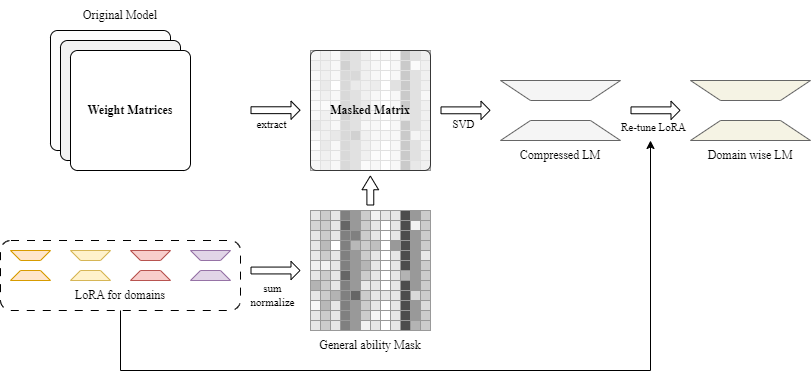 Original Model
Weight Matrices
extract
Masked Matrix
SVD
Compressed LM
Re-tune LoRA
Domain wise LM
LoRA for domains
sum
normalize
General ability Mask